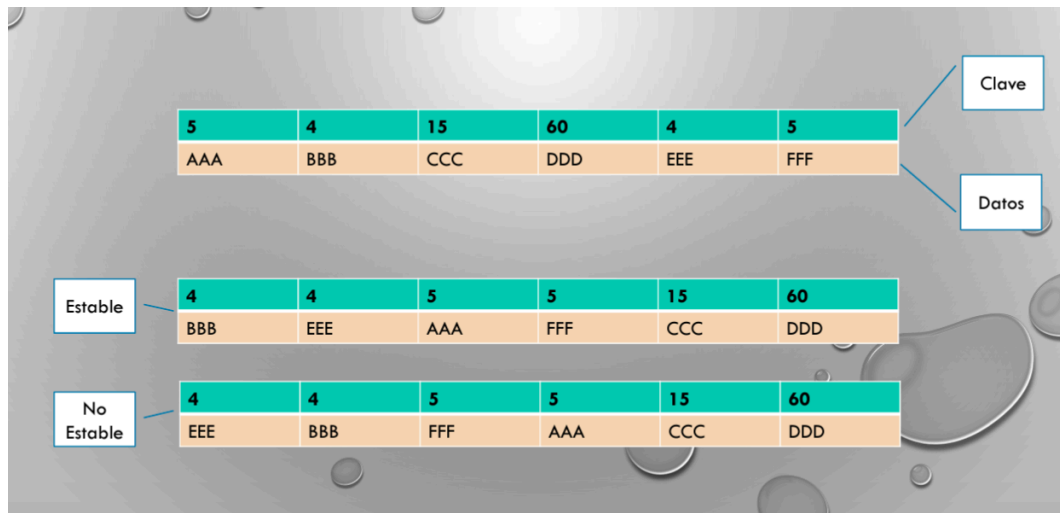 Clave
5 4 15 60 4 5
AAA BBB CCC DDD EEE FFF
Datos
Estable
4 4 5 5 15 60
BBB EEE AAA FFF CCC DDD
No
Estable
4 4 5 5 15 60
EEE BBB FFF AAA CCC DDD